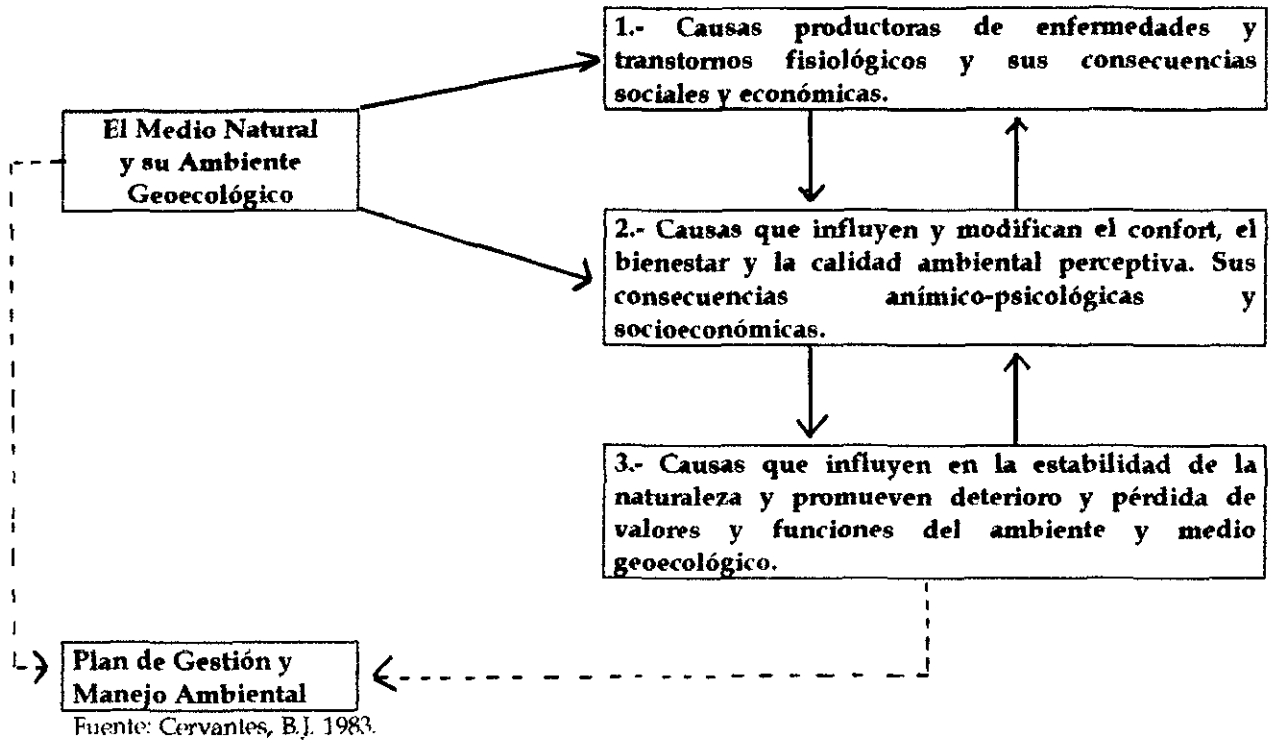 1.- Causas productoras de enfermedades y
transtornos fisiológicos y sus consecuencias
sociales y económicas.
El Medio Natural
y su Ambiente
Geoecológico
2.- Causas que influyen y modifican el confort, el
bienestar y la calidad ambiental perceptiva. Sus
consecuencias anímico-psicológicas y
socioeconómicas.
3.- Causas que influyen en la estabilidad de la
naturaleza y promueven deterioro y pérdida de
valores y funciones del ambiente y medio
geoecológico.
Plan de Gestión y
Manejo Ambiental
Fuente: Cervantes, B.J. 1983.